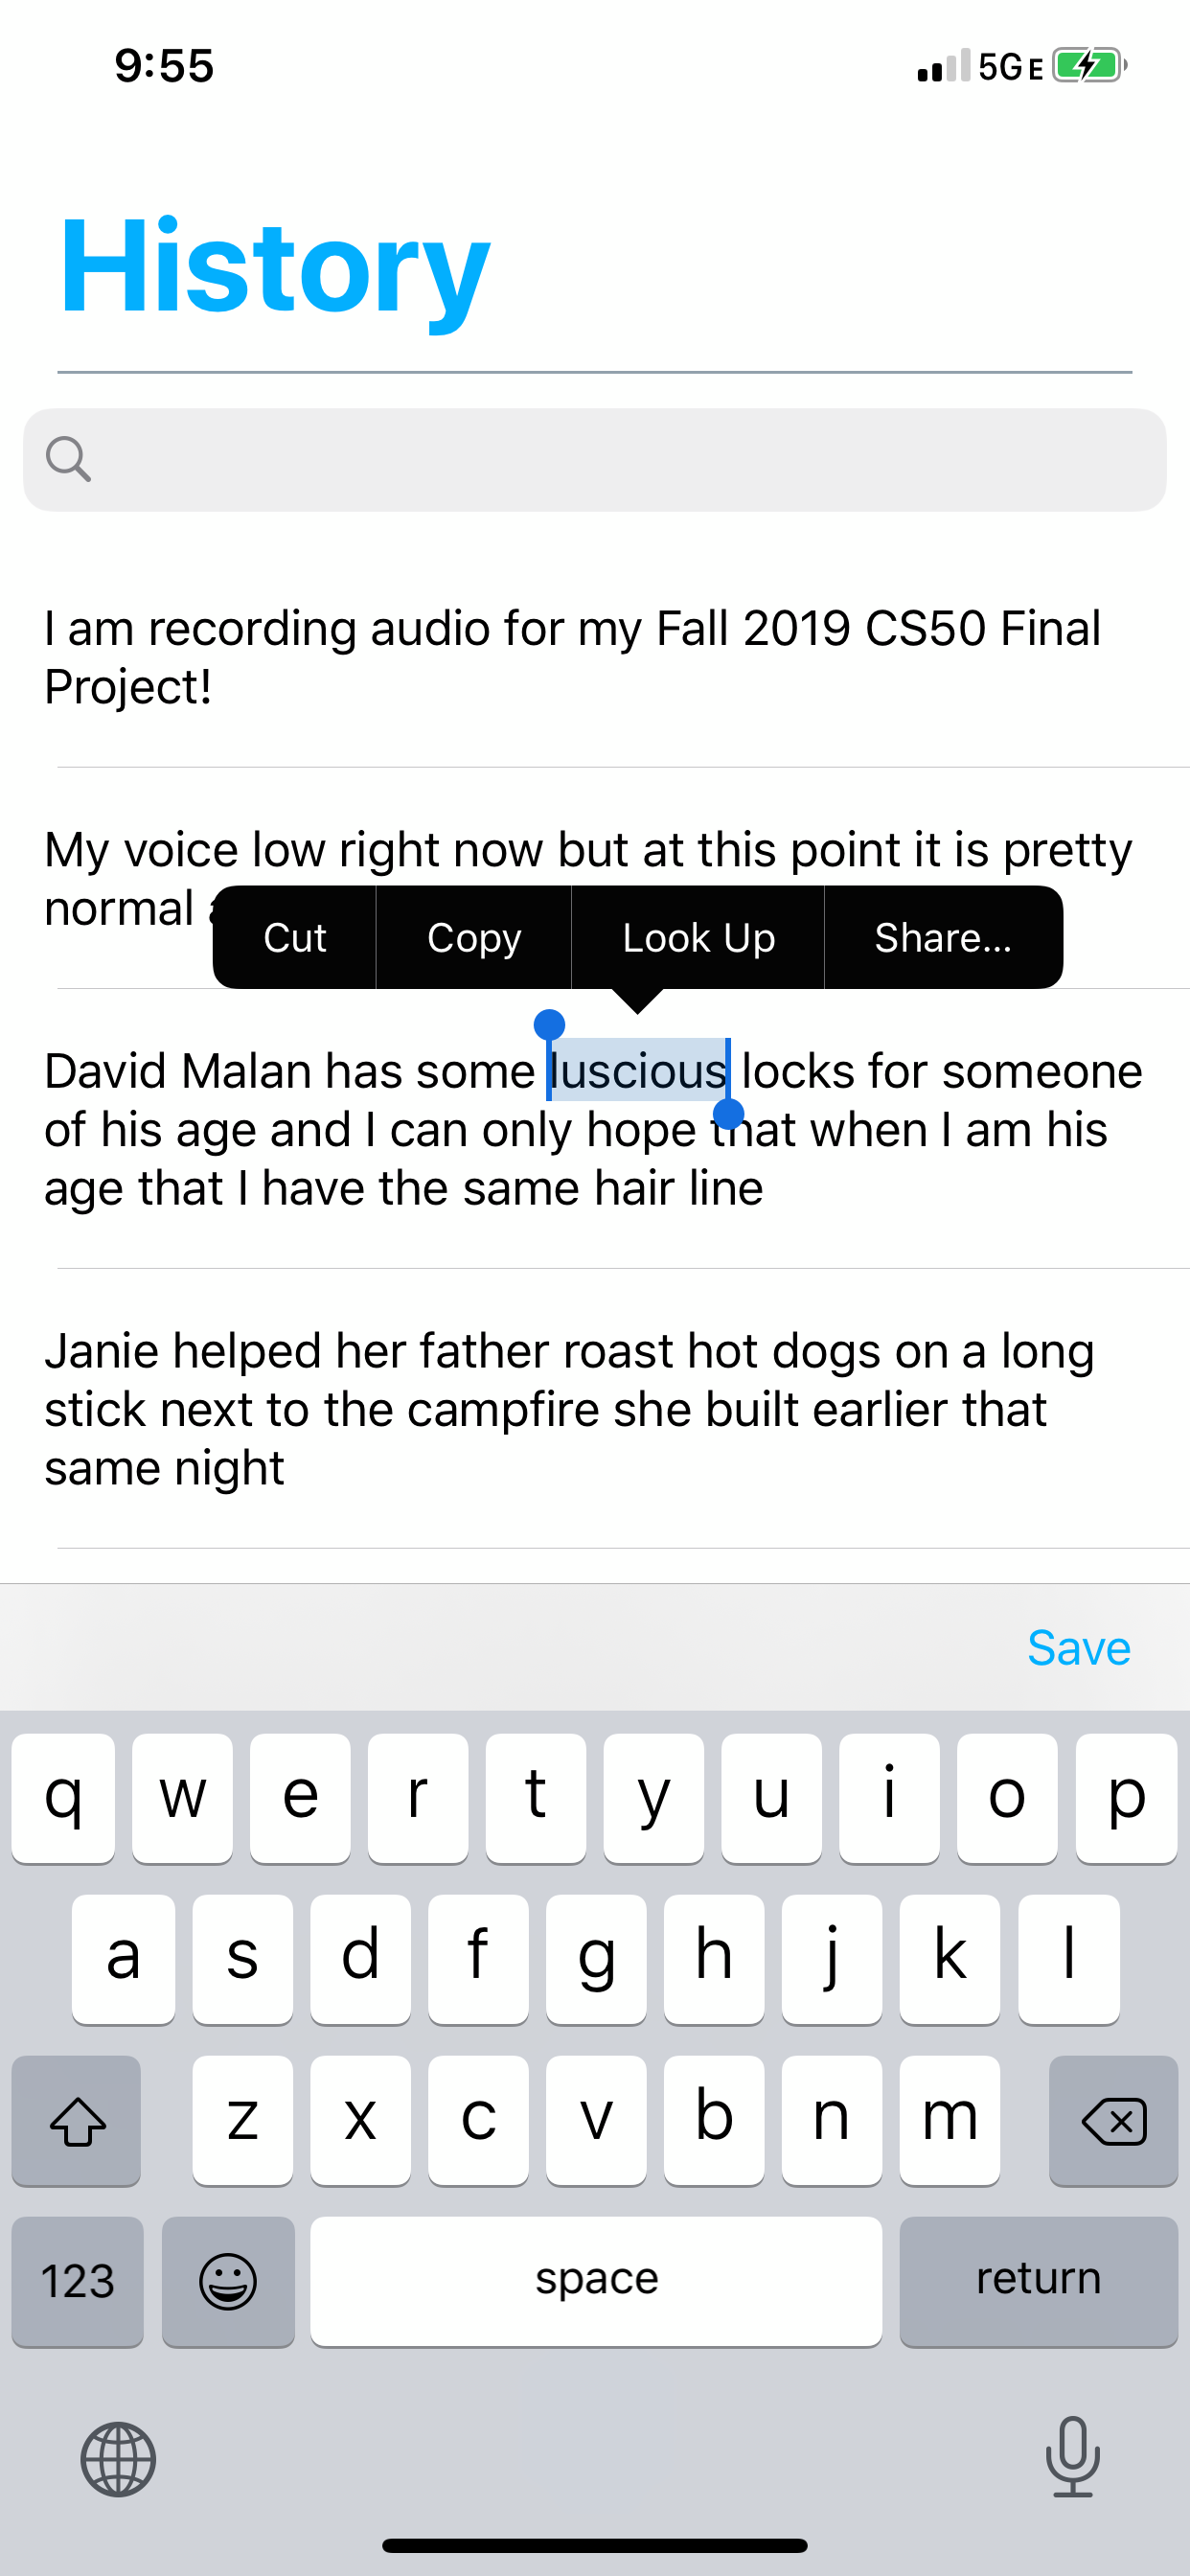 9:55
5G E
History
I am recording audio for my Fall 2019 CS50 Final
Project!
My voice low right now but at this point it is pretty
normal
Cut Copy Look Up Share...
David Malan has some luscious locks for someone
of his age and I can only hope that when I am his
age that I have the same hair line
Janie helped her father roast hot dogs on a long
stick next to the campfire she built earlier that
same night
Save
q w e r t y u i o p
a s d f g h j k l
z x c v b n m
123 space return